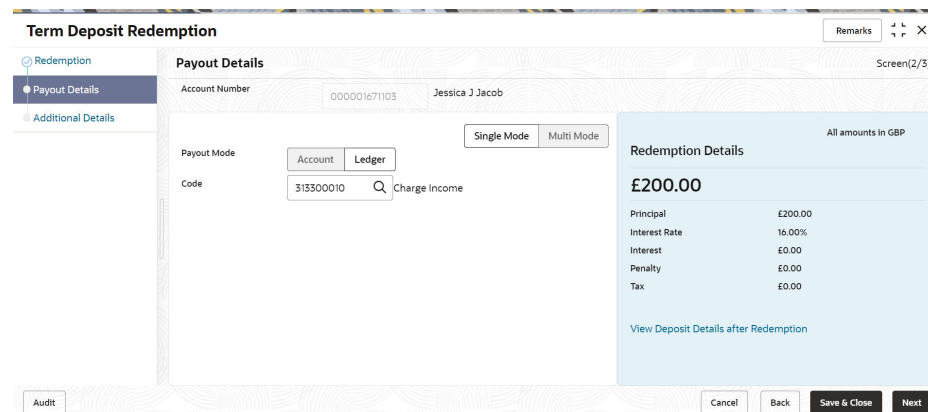 Term Deposit Redemption
Remarks
Redemption
Payout Details
Additional Details
Payout Details
Screen(2/3)
Account Number
000001671103
Jessica J Jacob
Single Mode
Multi Mode
Payout Mode
Account
Ledger
Code
313300010
Charge Income
All amounts in GBP
Redemption Details
£200.00
Principal £200.00
Interest Rate 16.00%
Interest £0.00
Penalty £0.00
Tax £0.00
View Deposit Details after Redemption
Audit
Cancel
Back
Save & Close
Next